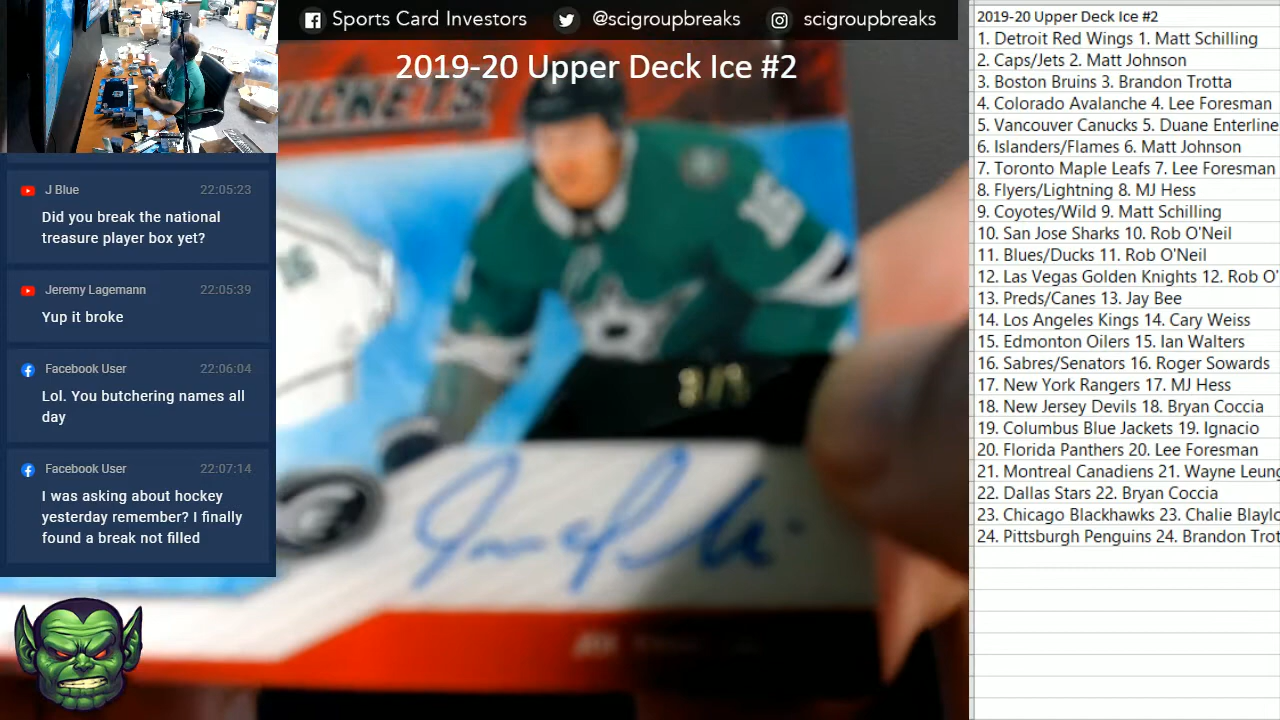 Sports Card Investors
@scigroupbreaks
scigroupbreaks
2019-20 Upper Deck Ice #2
J Blue 22:05:23
Did you break the national
treasure player box yet?
Jeremy Lagemann 22:05:39
Yup it broke
Facebook User 22:06:04
Lol. You butchering names all
day
Facebook User 22:07:14
I was asking about hockey
yesterday remember? I finally
found a break not filled
2019-20 Upper Deck Ice #2
1. Detroit Red Wings 1. Matt Schilling
2. Caps/Jets 2. Matt Johnson
3. Boston Bruins 3. Brandon Trotta
4. Colorado Avalanche 4. Lee Foresman
5. Vancouver Canucks 5. Duane Enterline
6. Islanders/Flames 6. Matt Johnson
7. Toronto Maple Leafs 7. Lee Foresman
8. Flyers/Lightning 8. MJ Hess
9. Coyotes/Wild 9. Matt Schilling
10. San Jose Sharks 10. Rob O'Neil
11. Blues/Ducks 11. Rob O'Neil
12. Las Vegas Golden Knights 12. Rob O'
13. Preds/Canes 13. Jay Bee
14. Los Angeles Kings 14. Cary Weiss
15. Edmonton Oilers 15. Ian Walters
16. Sabres/Senators 16. Roger Sowards
17. New York Rangers 17. MJ Hess
18. New Jersey Devils 18. Bryan Coccia
19. Columbus Blue Jackets 19. Ignacio
20. Florida Panthers 20. Lee Foresman
21. Montreal Canadiens 21. Wayne Leung
22. Dallas Stars 22. Bryan Coccia
23. Chicago Blackhawks 23. Chalie Blaylo
24. Pittsburgh Penguins 24. Brandon Trot